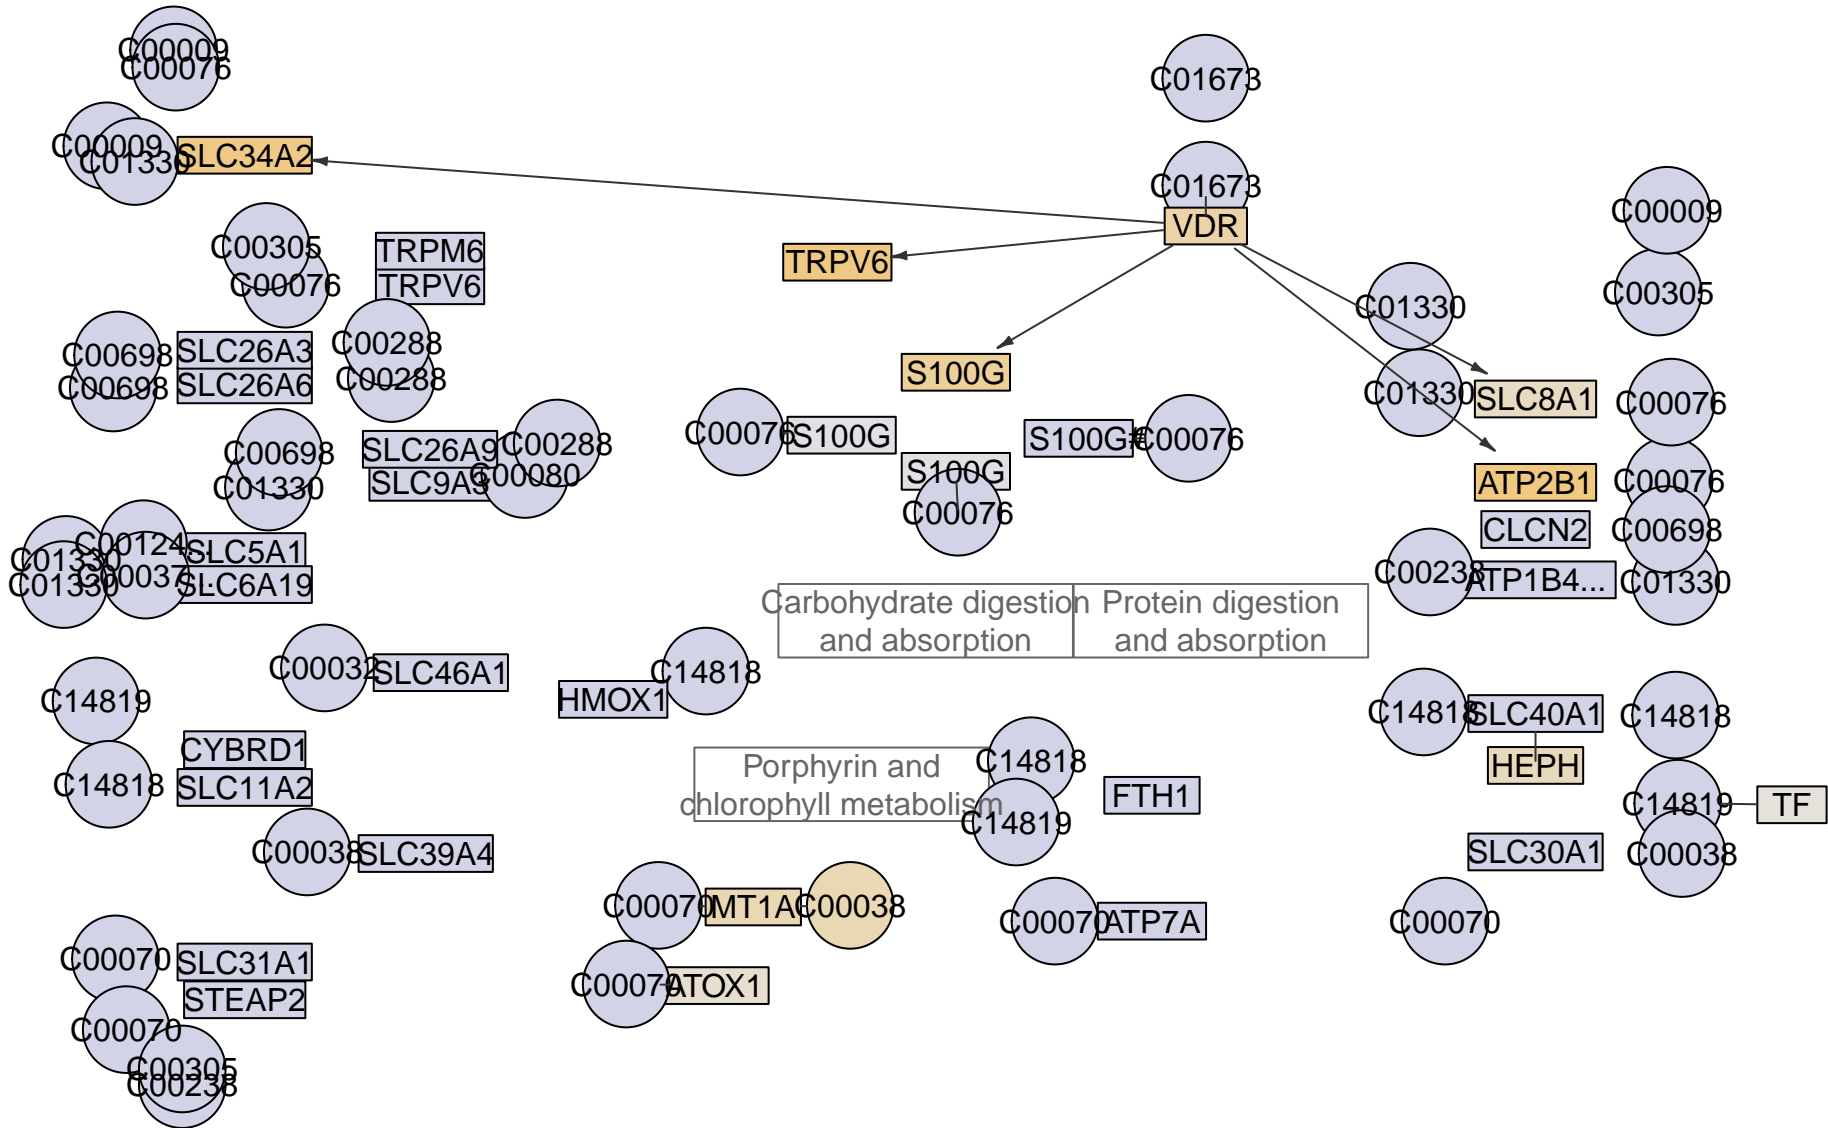 C00009
C00076
C01673
C00009
C01330
SLC34A2
C01673
VDR
C00009
C00305
C00076
TRPM6
TRPV6
TRPV6
C01330
C00305
C00698
C00698
SLC26A3
SLC26A6
C00288
C00288
S100G
C01330
SLC8A1
C00076
C00698
C01330
SLC26A9
SLC9A3
C00288
C00080
C00076
S100G
S100G
C00076
S100G#
C00076
ATP2B1
C00076
CLCN2
C00698
C01330
C01330
C00124...
C00037...
SLC5A1
SLC6A19
C00238
ATP1B4...
C01330
Carbohydrate digestion
and absorption
Protein digestion
and absorption
C00032
SLC46A1
HMOX1
C14818
C14819
C14818
SLC40A1
C14818
CYBRD1
SLC11A2
C14818
Porphyrin and
chlorophyll metabolism
C14818
C14819
FTH1
HEPH
C14819
TF
C00038
SLC39A4
SLC30A1
C00038
C00070
MT1A
C00038
C00070
ATP7A
C00070
C00070
SLC31A1
STEAP2
C00070
ATOX1
C00070
C00305
C00238